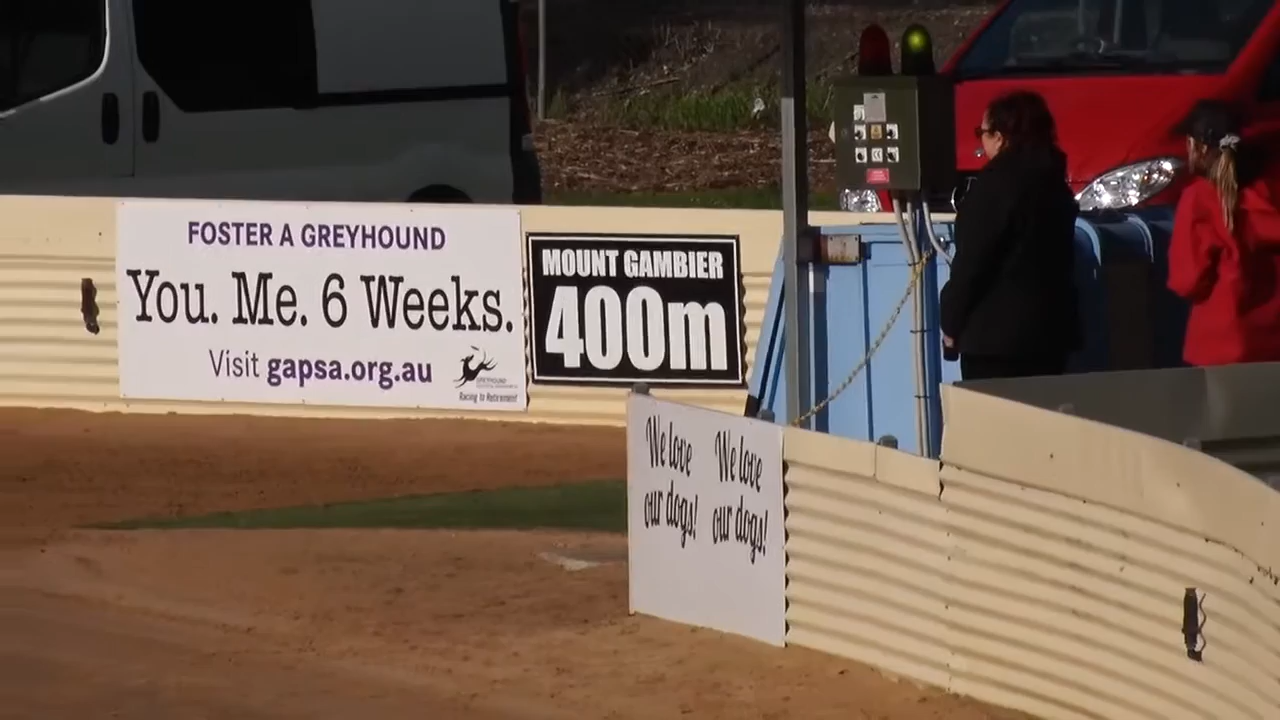 FOSTER A GREYHOUND
You. Me. 6 Weeks.
Visit gapsa.org.au
GREYHOUND
Racing to Retirement
MOUNT GAMBIER
400m
We love
our dogs!
We love
our dogs!